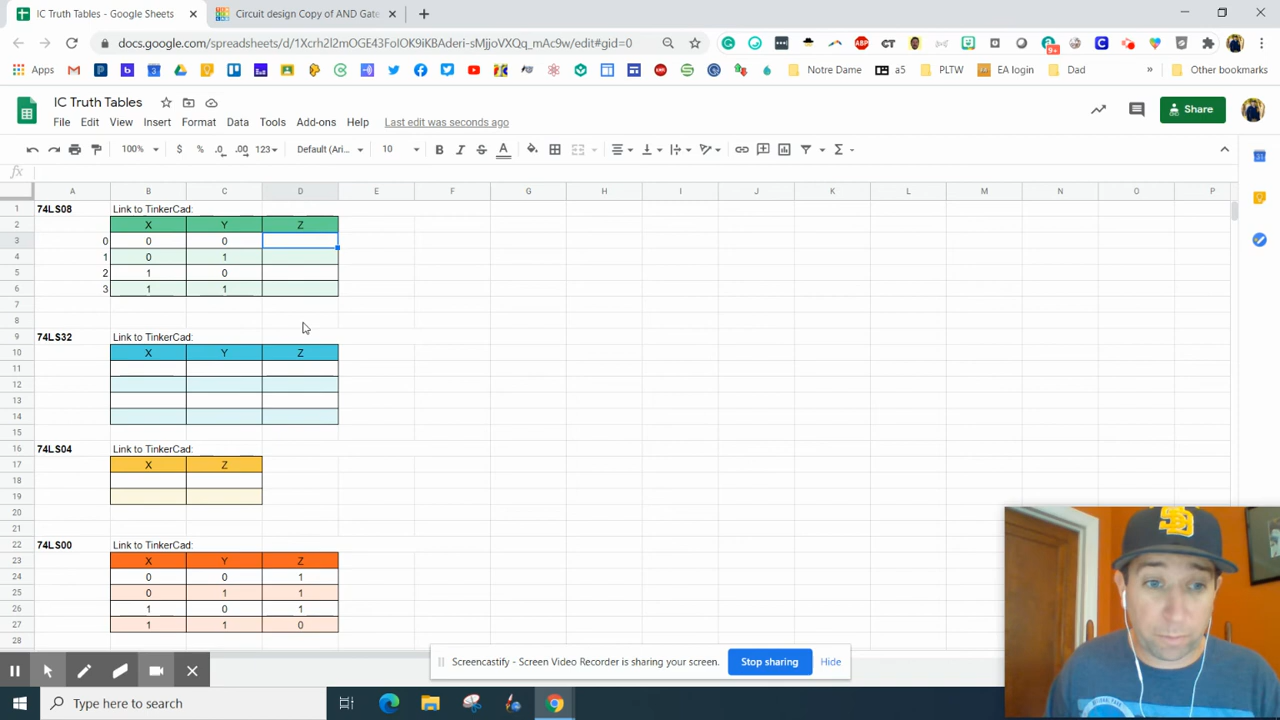 IC Truth Tables - Google Sheets
Circuit design Copy of AND Gate
docs.google.com/spreadsheets/d/1Xcrh2l2mOGE43FcOK9RBAderi-sMjjoVXQq_nAc9w/edit#gid=0
Apps
Notre Dame
a5
PLTW
EA login
Dad
»
Other bookmarks
IC Truth Tables
File Edit View Insert Format Data Tools Add-ons Help Last edit was seconds ago
Share
100% $ % .0 .00 123 Default (Ari... 10 B I S A
fx
A B C D E F G H I J K L M N O P
1 74LS08 Link to TinkerCad:
2 X Y Z
3 0 0 0
4 1 0 1
5 2 1 0
6 3 1 1
7
8
9 74LS32 Link to TinkerCad:
10 X Y Z
11
12
13
14
15
16 74LS04 Link to TinkerCad:
17 X Z
18
19
20
21
22 74LS00 Link to TinkerCad:
23 X Y Z
24 0 0 1
25 0 1 1
26 1 0 1
27 1 1 0
28
SD
Screencastify - Screen Video Recorder is sharing your screen. Stop sharing Hide
Type here to search